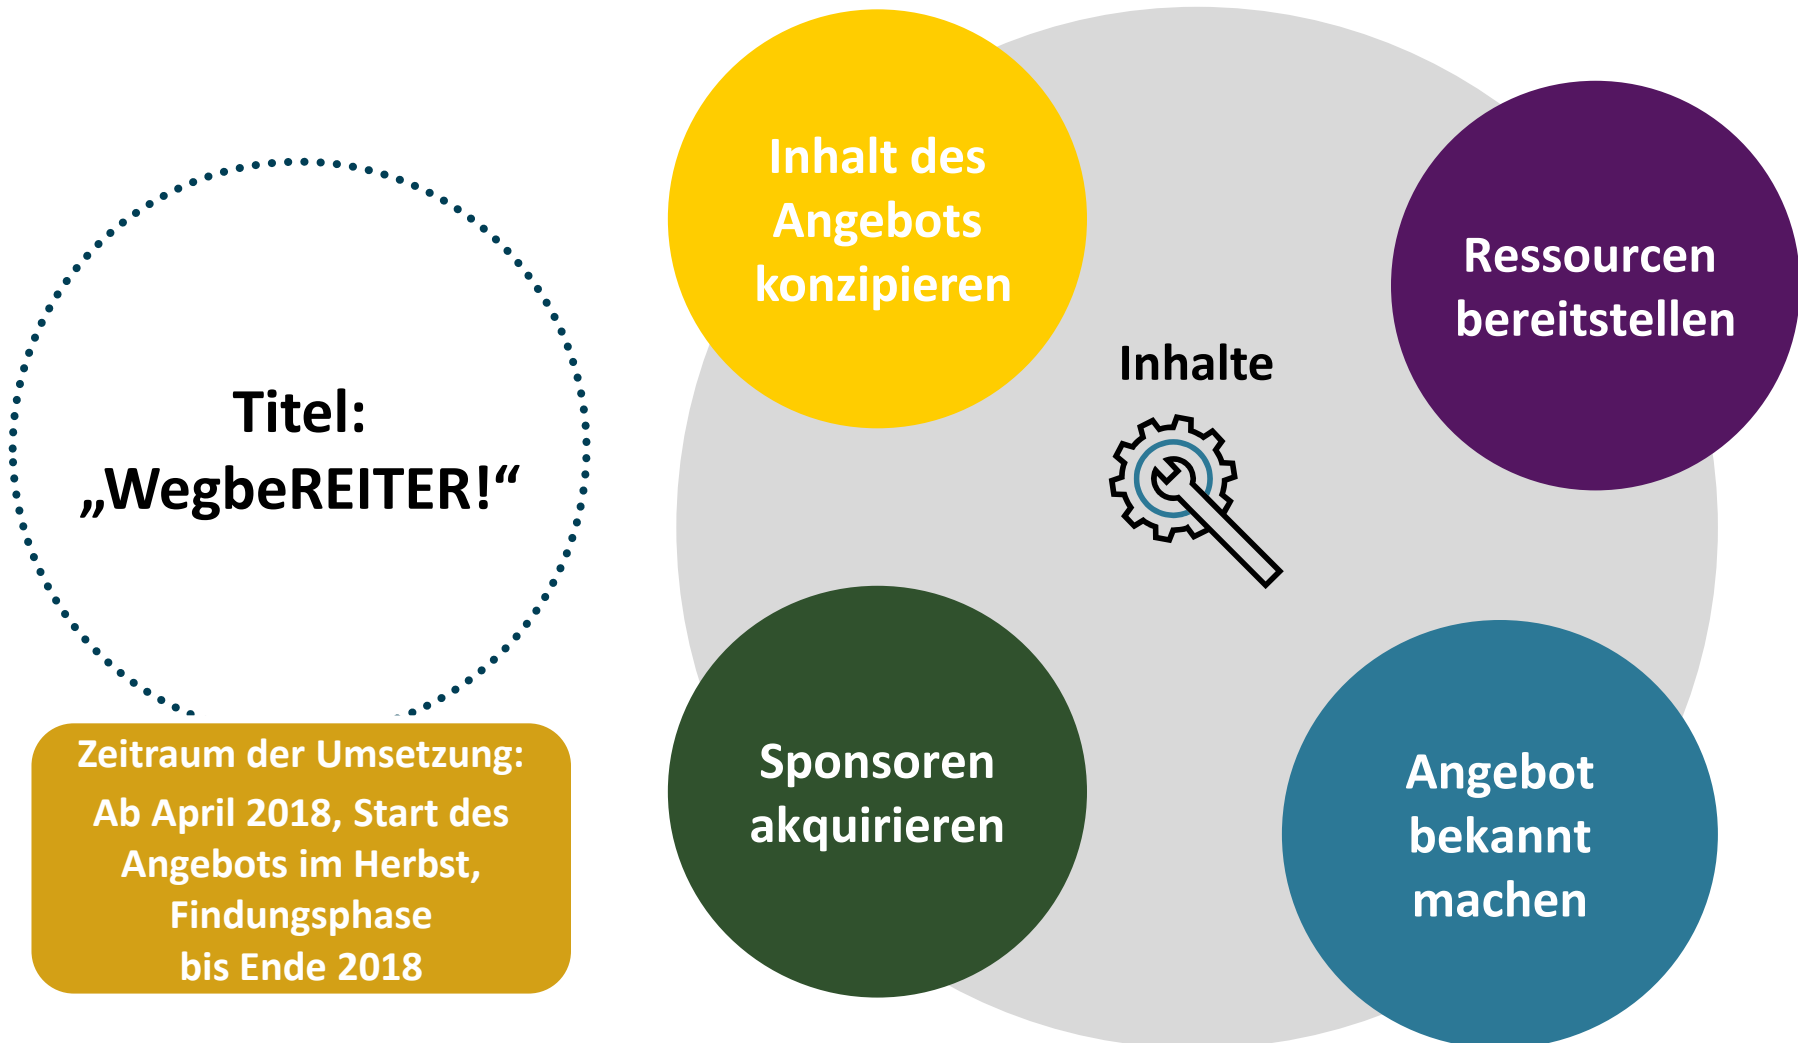 Titel:
„WegbeREITER!“
Zeitraum der Umsetzung:
Ab April 2018, Start des
Angebots im Herbst,
Findungsphase
bis Ende 2018
Inhalt des
Angebots
konzipieren
Ressourcen
bereitstellen
Inhalte
Sponsoren
akquirieren
Angebot
bekannt
machen